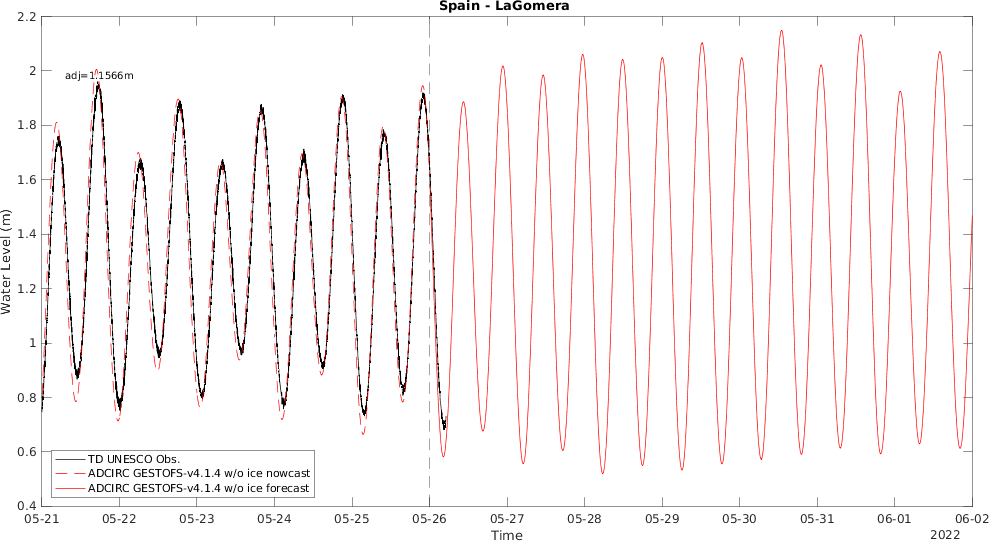 Spain - LaGomera
adj=1.1566m
Water Level (m)
2.2
2
1.8
1.6
1.4
1.2
1
0.8
0.6
0.4
TD UNESCO Obs.
ADCIRC GESTOFS-v4.1.4 w/o ice nowcast
ADCIRC GESTOFS-v4.1.4 w/o ice forecast
05-21 05-22 05-23 05-24 05-25 05-26 05-27 05-28 05-29 05-30 05-31 06-01 06-02
Time
2022